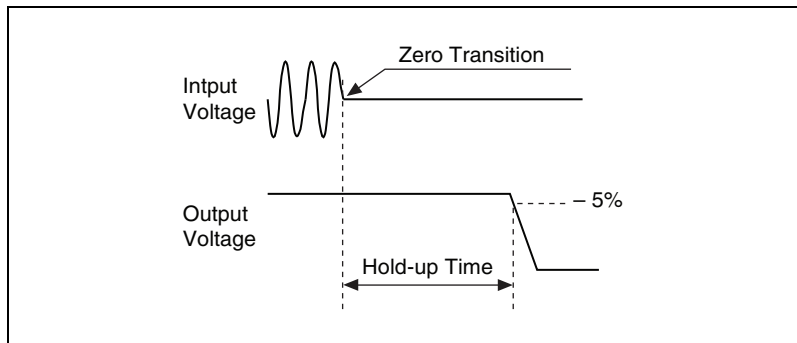 Zero Transition
Intput
Voltage
– 5%
Output
Voltage
Hold-up Time